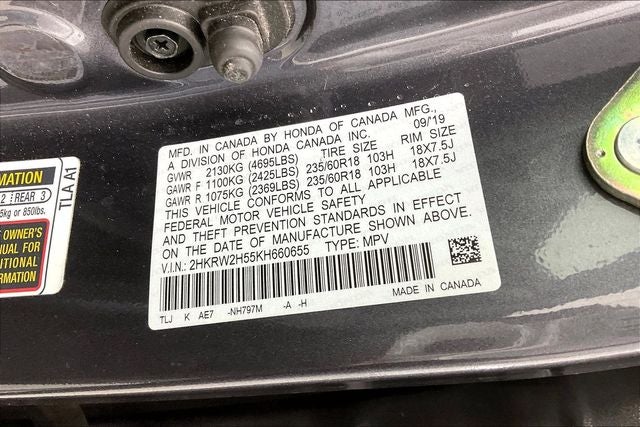 MFD. IN CANADA BY HONDA OF CANADA MFG.,
A DIVISION OF HONDA CANADA INC. 09/19
GVWR 2130KG (4695LBS) TIRE SIZE RIM SIZE
GAWR F 1100KG (2425LBS) 235/60R18 103H 18X7.5J
GAWR R 1075KG (2369LBS) 235/60R18 103H 18X7.5J
THIS VEHICLE CONFORMS TO ALL APPLICABLE
FEDERAL MOTOR VEHICLE SAFETY
AND THEFT PREVENTION STANDARDS IN EFFECT
ON THE DATE OF MANUFACTURE SHOWN ABOVE.
V.I.N.: 2HKRW2H55KH660655 TYPE: MPV
TLJ K AE7 -NH797M -A -H MADE IN CANADA
MATION
2 REAR 3
5kg or 850lbs.
OWNER'S
NUAL FOR
DITIONAL
RMATION
TLA A1